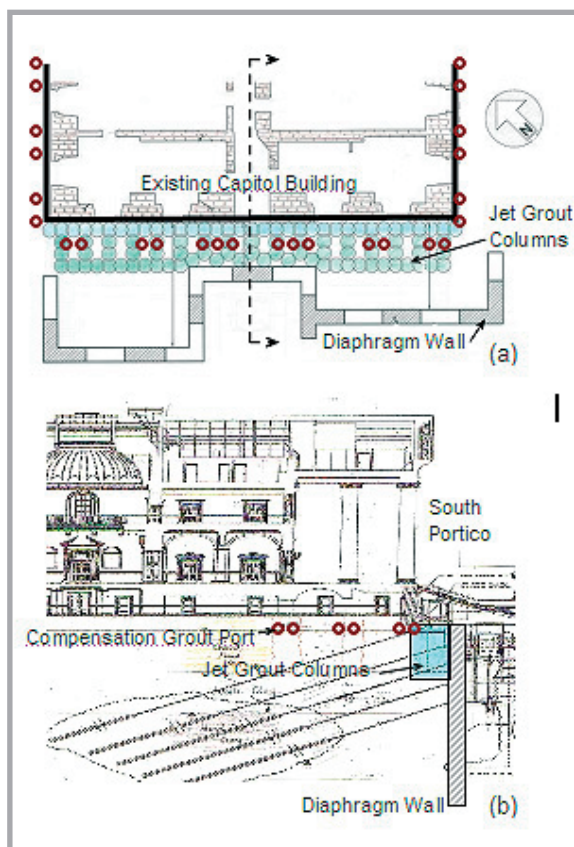 N
Existing Capitol Building
Jet Grout
Columns
Diaphragm Wall
(a)
South
Portico
Compensation Grout Port
Jet Grout Columns
Diaphragm Wall
(b)